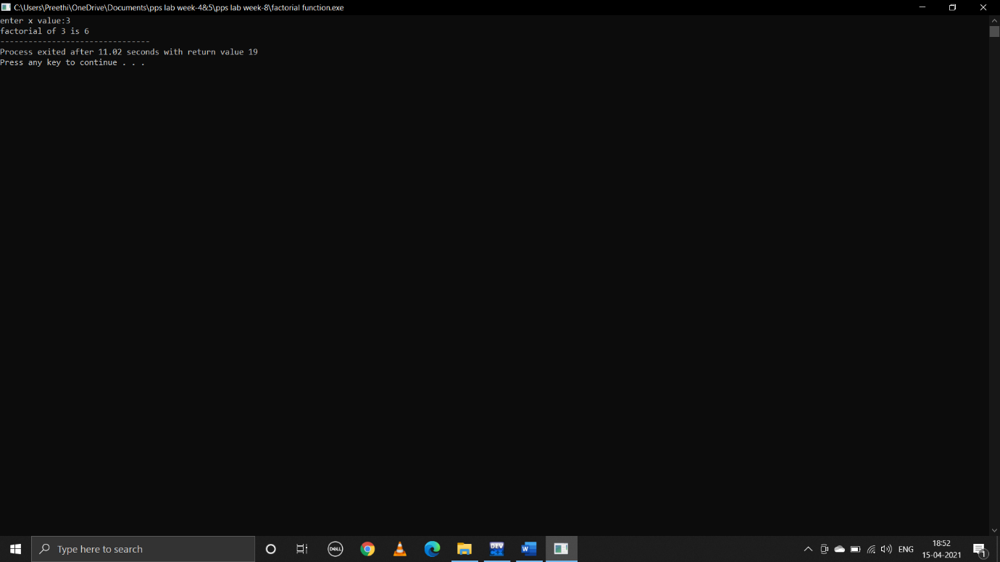 C:\Users\Preethi\OneDrive\Documents\pps lab week-4&5\pps lab week-8\factorial function.exe
enter x value:3
factorial of 3 is 6
--------------------------------
Process exited after 11.02 seconds with return value 19
Press any key to continue . . .
Type here to search
DELL
DEV
W
ENG
18:52
15-04-2021
1